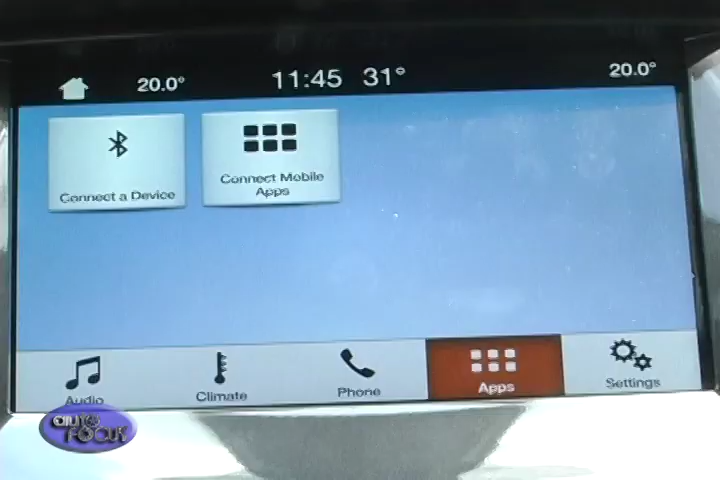 20.0° 11:45 31° 20.0°
Connect a Device
Connect Mobile
Apps
Audio Climate Phone Apps Settings
auto
FOCUS